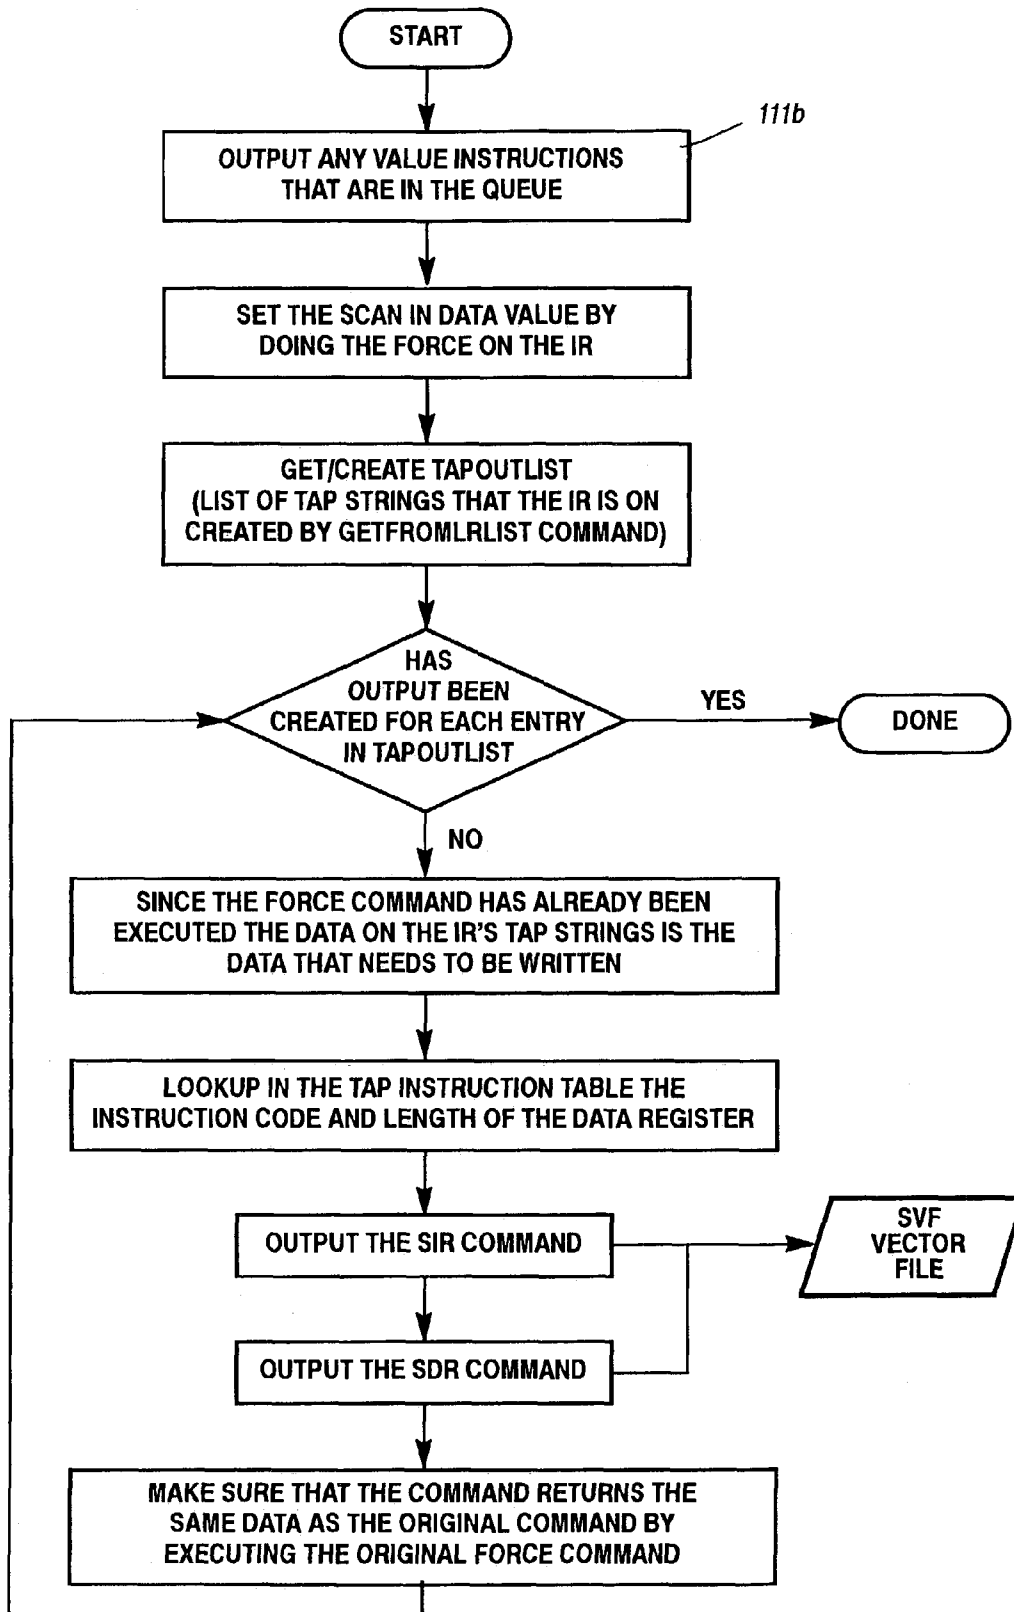 START
111b
OUTPUT ANY VALUE INSTRUCTIONS
THAT ARE IN THE QUEUE
SET THE SCAN IN DATA VALUE BY
DOING THE FORCE ON THE IR
GET/CREATE TAPOUTLIST
(LIST OF TAP STRINGS THAT THE IR IS ON
CREATED BY GETFROMLRLIST COMMAND)
HAS
OUTPUT BEEN
CREATED FOR EACH ENTRY
IN TAPOUTLIST
YES
DONE
NO
SINCE THE FORCE COMMAND HAS ALREADY BEEN
EXECUTED THE DATA ON THE IR'S TAP STRINGS IS THE
DATA THAT NEEDS TO BE WRITTEN
LOOKUP IN THE TAP INSTRUCTION TABLE THE
INSTRUCTION CODE AND LENGTH OF THE DATA REGISTER
OUTPUT THE SIR COMMAND
SVF
VECTOR
FILE
OUTPUT THE SDR COMMAND
MAKE SURE THAT THE COMMAND RETURNS THE
SAME DATA AS THE ORIGINAL COMMAND BY
EXECUTING THE ORIGINAL FORCE COMMAND